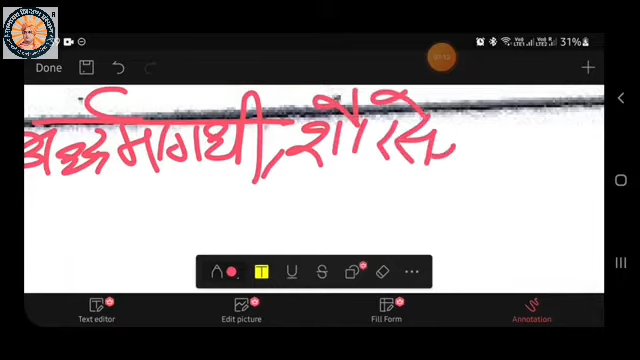 31%
Done
अर्द्धमागधी, शौरसे
Text editor
Edit picture
Fill Form
Annotation